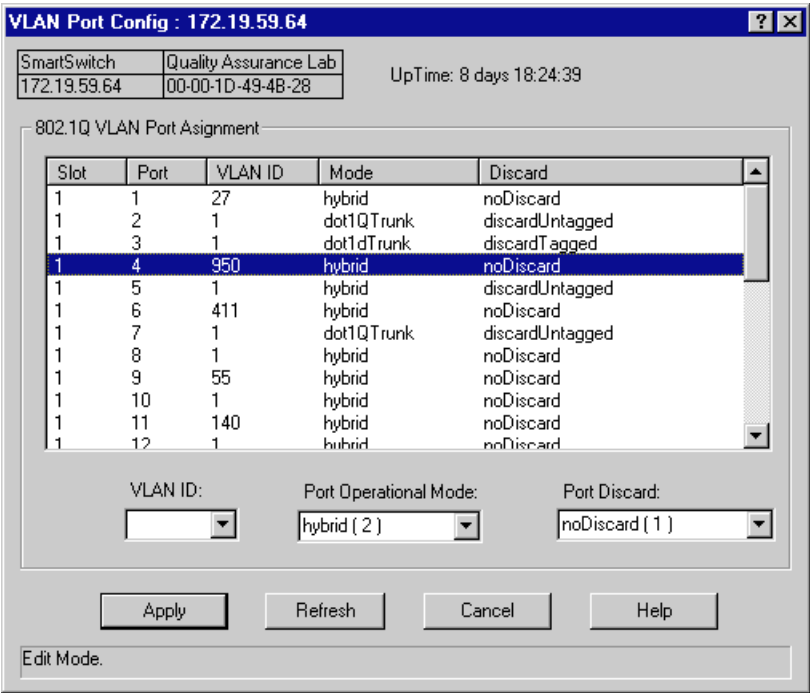 VLAN Port Config : 172.19.59.64
SmartSwitch Quality Assurance Lab
172.19.59.64 00-00-1D-49-4B-28
UpTime: 8 days 18:24:39
802.1Q VLAN Port Asignment
Slot Port VLAN ID Mode Discard
1 1 27 hybrid noDiscard
1 2 1 dot1QTrunk discardUntagged
1 3 1 dot1dTrunk discardTagged
1 4 950 hybrid noDiscard
1 5 1 hybrid discardUntagged
1 6 411 hybrid noDiscard
1 7 1 dot1QTrunk discardUntagged
1 8 1 hybrid noDiscard
1 9 55 hybrid noDiscard
1 10 1 hybrid noDiscard
1 11 140 hybrid noDiscard
1 12 1 hybrid noDiscard
VLAN ID: Port Operational Mode: Port Discard:
hybrid ( 2 ) noDiscard ( 1 )
Apply Refresh Cancel Help
Edit Mode.